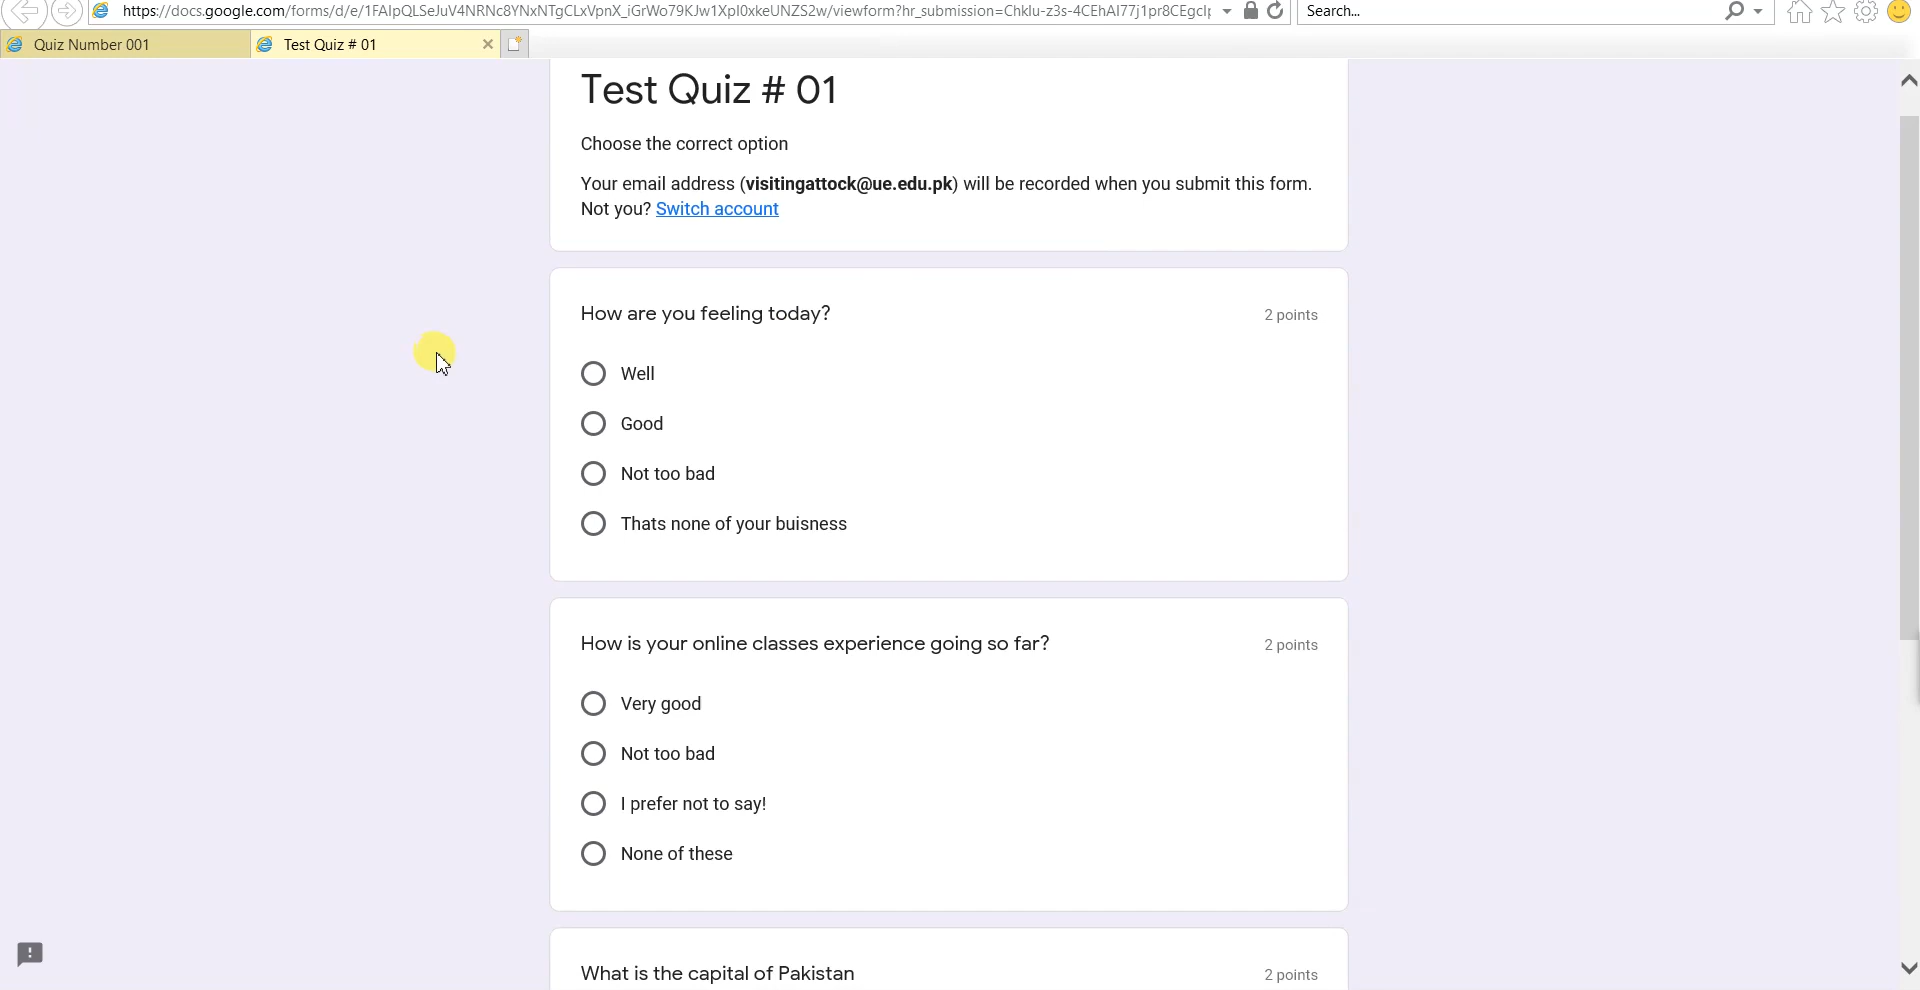 https://docs.google.com/forms/d/e/1FAIpQLSeJuV4NRNc8YNxNTgCLxVpnX_iGrWo79KJw1XpI0xkeUNZS2w/viewform?hr_submission=ChkIu-z3s-4CEhAI77j1pr8CEgcIp
Search...
Quiz Number 001
Test Quiz # 01
Test Quiz # 01
Choose the correct option
Your email address (visitingattock@ue.edu.pk) will be recorded when you submit this form.
Not you? Switch account
How are you feeling today?
2 points
Well
Good
Not too bad
Thats none of your buisness
How is your online classes experience going so far?
2 points
Very good
Not too bad
I prefer not to say!
None of these
What is the capital of Pakistan
2 points